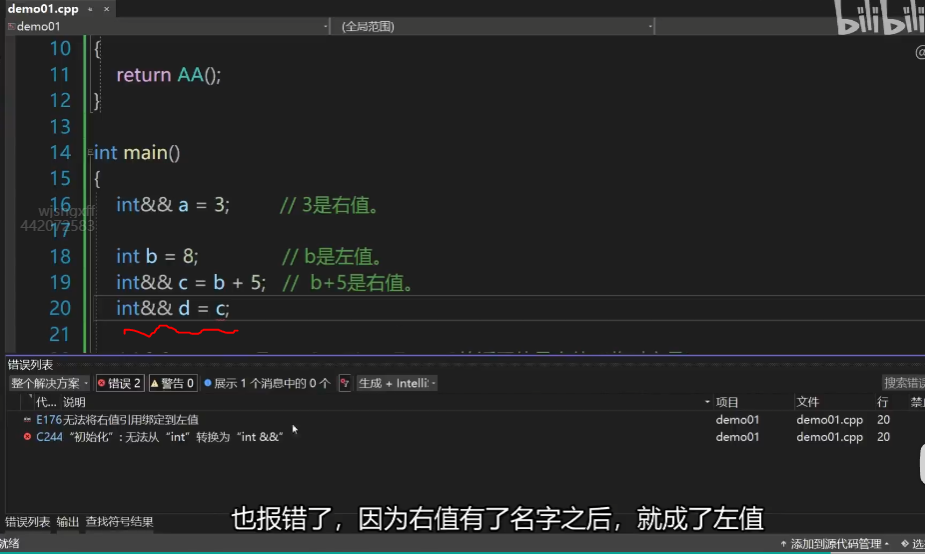 demo01.cpp
bilibili
demo01
(全局范围)
10 {
11 return AA();
12 }
13
14 int main()
15 {
16 int&& a = 3; // 3是右值。
wjshqxff
442072583
17
18 int b = 8; // b是左值。
19 int&& c = b + 5; // b+5是右值。
20 int&& d = c;
21
错误列表
整个解决方案 错误 2 警告 0 展示 1 个消息中的 0 个 生成 + Intelli: 搜索错误
代... 说明 项目 文件 行 禁
E176 无法将右值引用绑定到左值 demo01 demo01.cpp 20
C244 “初始化”: 无法从 “int” 转换为 “int &&” demo01 demo01.cpp 20
也报错了，因为右值有了名字之后，就成了左值
错误列表 输出 查找符号结果
就绪 添加到源代码管理 选